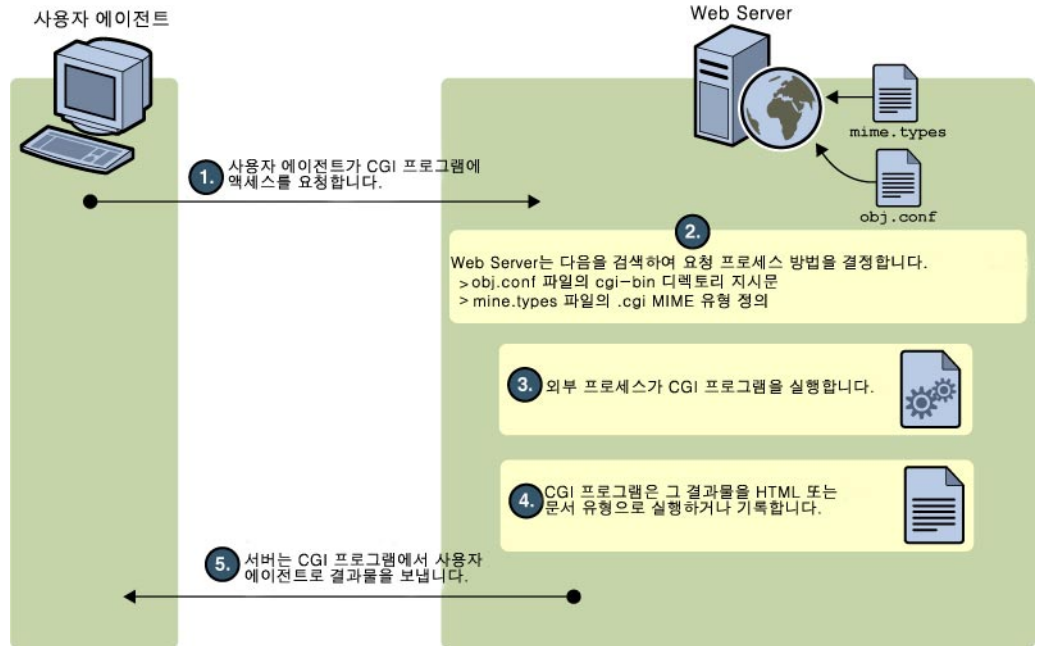 사용자 에이전트
Web Server
mime.types
obj.conf
1. 사용자 에이전트가 CGI 프로그램에
액세스를 요청합니다.
2.
Web Server는 다음을 검색하여 요청 프로세스 방법을 결정합니다.
>obj.conf 파일의 cgi-bin 디렉토리 지시문
>mine.types 파일의 .cgi MIME 유형 정의
3. 외부 프로세스가 CGI 프로그램을 실행합니다.
4. CGI 프로그램은 그 결과물을 HTML 또는
문서 유형으로 실행하거나 기록합니다.
5. 서버는 CGI 프로그램에서 사용자
에이전트로 결과물을 보냅니다.